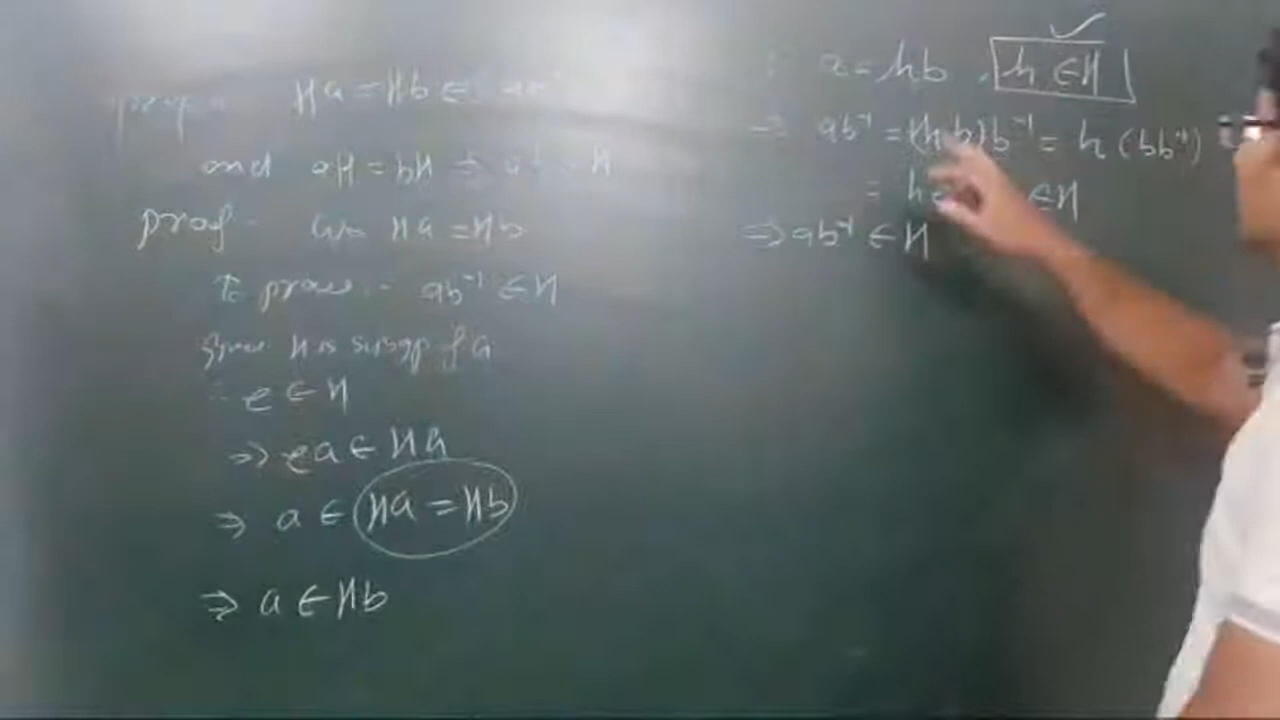 Ha = Hb ∈
and aH = bH
proof :- Ha = Hb
To prove :- ab⁻¹ ∈ H
H is subgp of G
∴ e ∈ H
⇒ ea ∈ Ha
⇒ a ∈ Ha = Hb
⇒ a ∈ Hb
∴ a = hb , h ∈ H
⇒ ab⁻¹ = (hb)b⁻¹ = h(bb⁻¹)
= h ∈ H
⇒ ab⁻¹ ∈ H